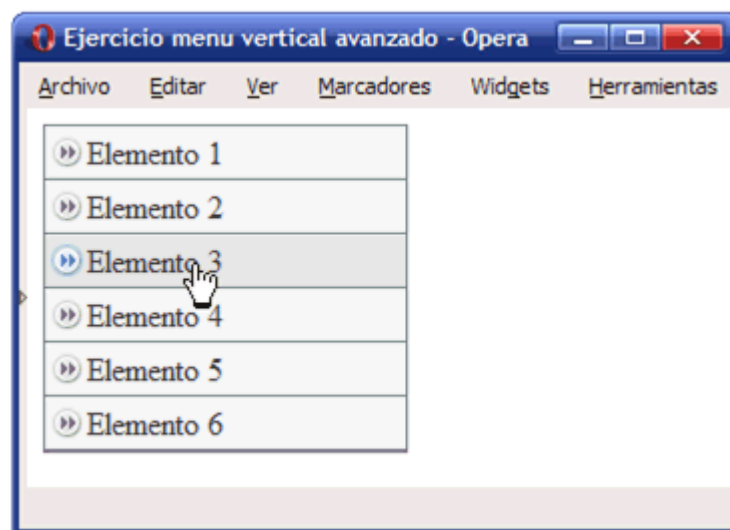 Ejercicio menu vertical avanzado - Opera
Archivo Editar Ver Marcadores Widgets Herramientas
Elemento 1
Elemento 2
Elemento 3
Elemento 4
Elemento 5
Elemento 6